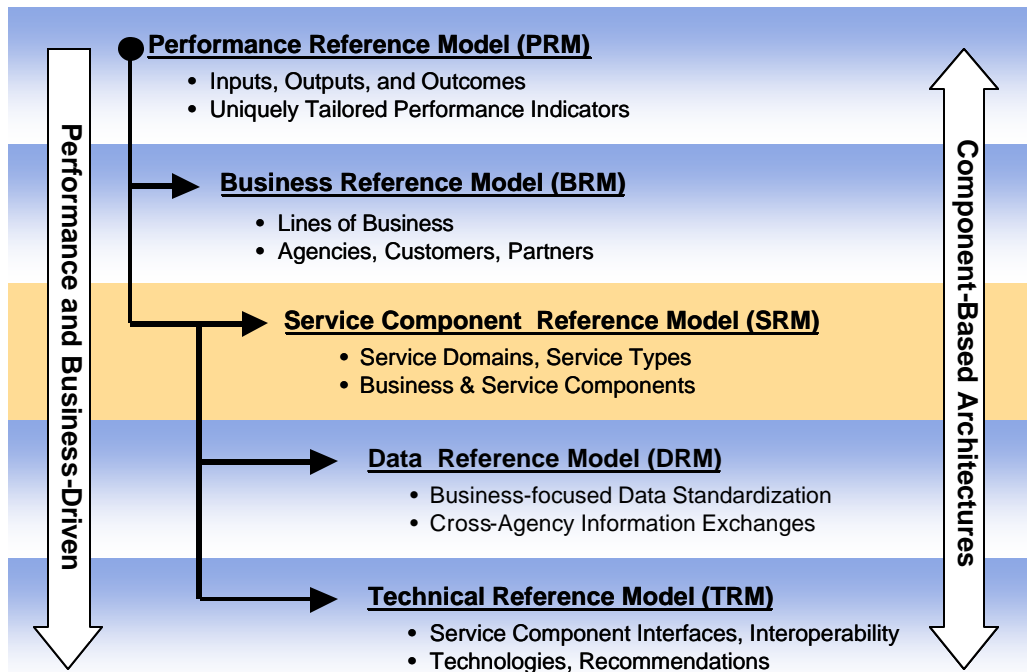 Performance Reference Model (PRM)
• Inputs, Outputs, and Outcomes
• Uniquely Tailored Performance Indicators
Business Reference Model (BRM)
• Lines of Business
• Agencies, Customers, Partners
Service Component Reference Model (SRM)
• Service Domains, Service Types
• Business & Service Components
Data Reference Model (DRM)
• Business-focused Data Standardization
• Cross-Agency Information Exchanges
Technical Reference Model (TRM)
• Service Component Interfaces, Interoperability
• Technologies, Recommendations
Performance and Business-Driven
Component-Based Architectures